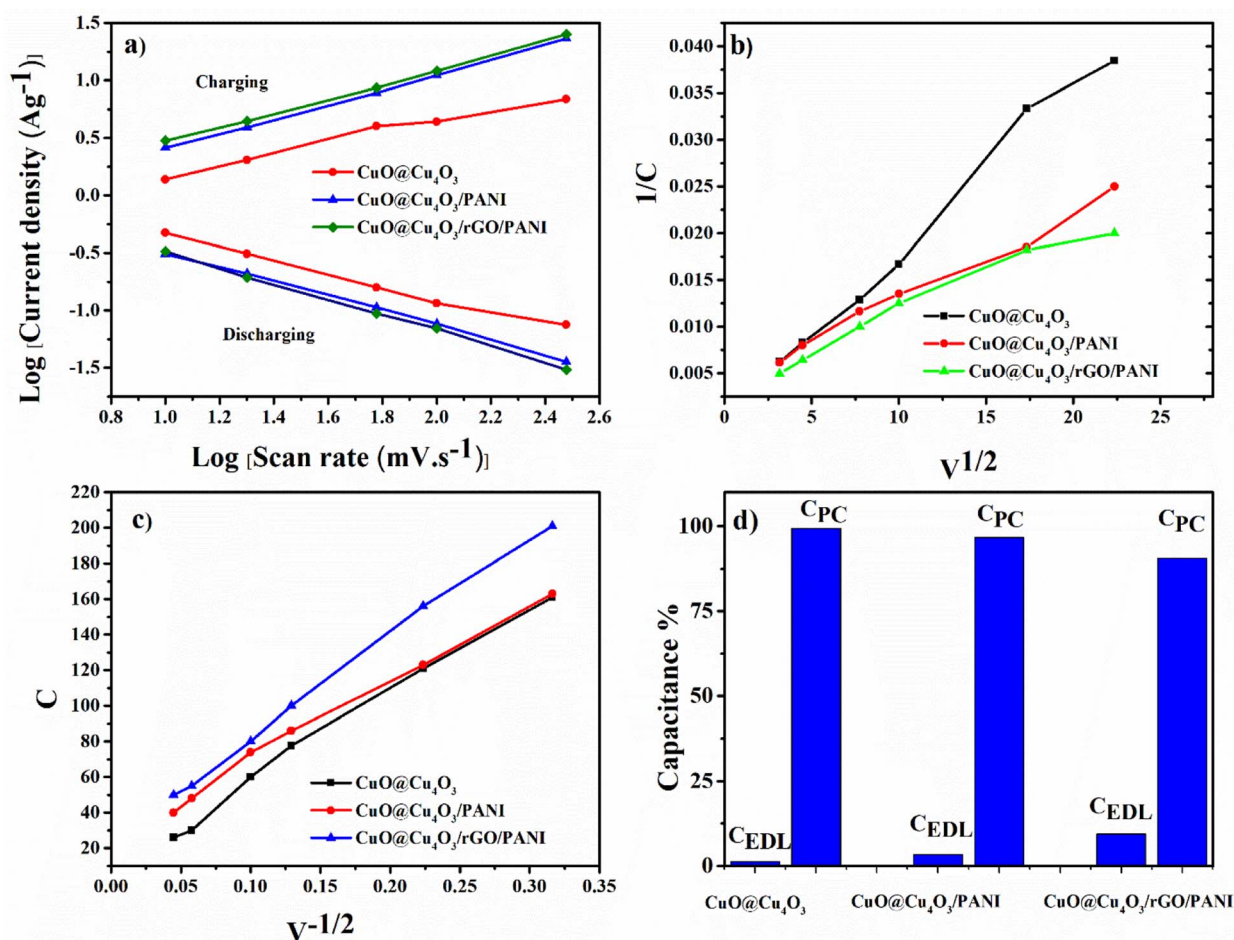 a)
Charging
Discharging
CuO@Cu₄O₃
CuO@Cu₄O₃/PANI
CuO@Cu₄O₃/rGO/PANI
1.5
1.0
0.5
0.0
-0.5
-1.0
-1.5
Log [Current density (Ag⁻¹)]
0.8 1.0 1.2 1.4 1.6 1.8 2.0 2.2 2.4 2.6
Log [Scan rate (mV.s⁻¹)]
b)
0.040
0.035
0.030
0.025
0.020
0.015
0.010
0.005
1/C
CuO@Cu₄O₃
CuO@Cu₄O₃/PANI
CuO@Cu₄O₃/rGO/PANI
0 5 10 15 20 25
V1/2
c)
220
200
180
160
140
120
100
80
60
40
20
C
CuO@Cu₄O₃
CuO@Cu₄O₃/PANI
CuO@Cu₄O₃/rGO/PANI
0.00 0.05 0.10 0.15 0.20 0.25 0.30 0.35
V-1/2
d)
100
75
50
25
0
Capacitance %
CEDL CPC
CEDL CPC
CEDL CPC
CuO@Cu₄O₃ CuO@Cu₄O₃/PANI CuO@Cu₄O₃/rGO/PANI